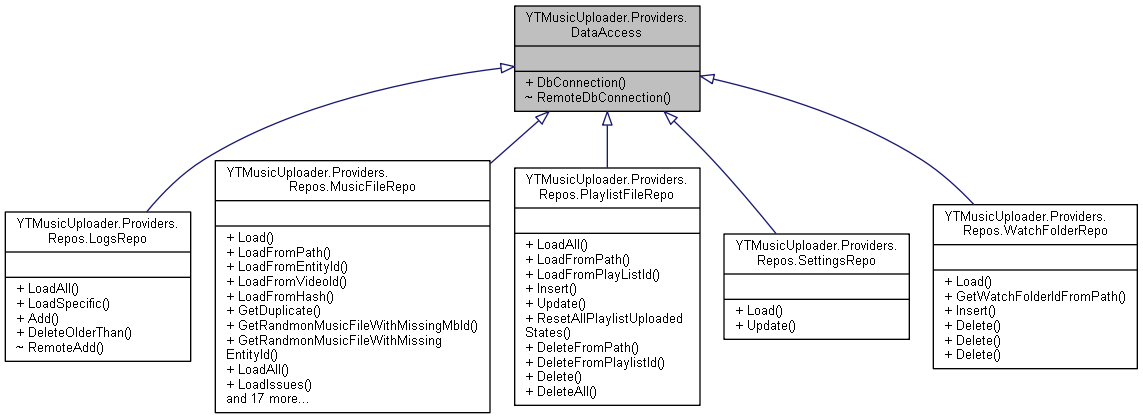 YTMusicUploader.Providers.
DataAccess
+ DbConnection()
~ RemoteDbConnection()
YTMusicUploader.Providers.
Repos.LogsRepo
+ LoadAll()
+ LoadSpecific()
+ Add()
+ DeleteOlderThan()
~ RemoteAdd()
YTMusicUploader.Providers.
Repos.MusicFileRepo
+ Load()
+ LoadFromPath()
+ LoadFromEntityId()
+ LoadFromVideoId()
+ LoadFromHash()
+ GetDuplicate()
+ GetRandmonMusicFileWithMissingMbId()
+ GetRandmonMusicFileWithMissing
EntityId()
+ LoadAll()
+ LoadIssues()
and 17 more...
YTMusicUploader.Providers.
Repos.PlaylistFileRepo
+ LoadAll()
+ LoadFromPath()
+ LoadFromPlayListId()
+ Insert()
+ Update()
+ ResetAllPlaylistUploaded
States()
+ DeleteFromPath()
+ DeleteFromPlaylistId()
+ Delete()
+ DeleteAll()
YTMusicUploader.Providers.
Repos.SettingsRepo
+ Load()
+ Update()
YTMusicUploader.Providers.
Repos.WatchFolderRepo
+ Load()
+ GetWatchFolderIdFromPath()
+ Insert()
+ Delete()
+ Delete()
+ Delete()